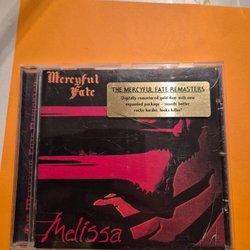 Mercyful
Fate
THE MERCYFUL FATE REMASTERS
Digitally remastered gold disc with new
expanded package - sounds better,
rocks harder, looks killer!
Melissa